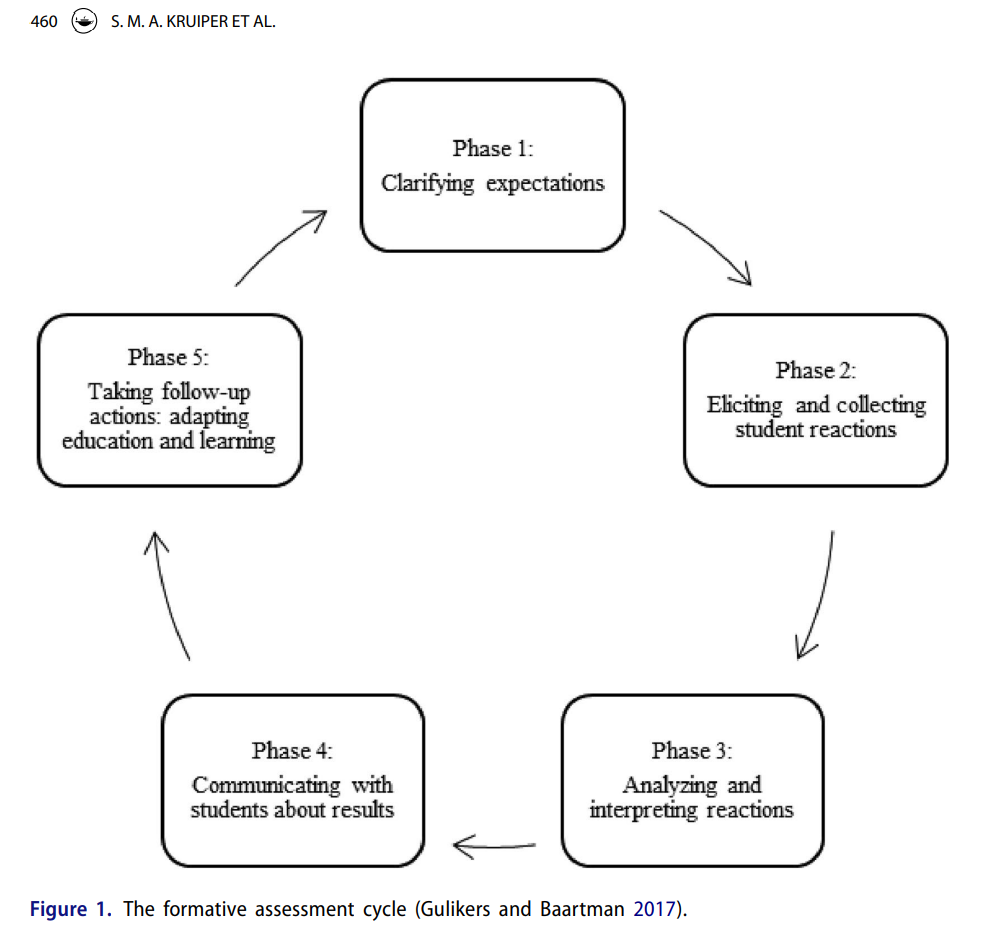 460 S. M. A. KRUIPER ET AL.
Phase 1:
Clarifying expectations
Phase 2:
Eliciting and collecting
student reactions
Phase 3:
Analyzing and
interpreting reactions
Phase 4:
Communicating with
students about results
Phase 5:
Taking follow-up
actions: adapting
education and learning
Figure 1. The formative assessment cycle (Gulikers and Baartman 2017).